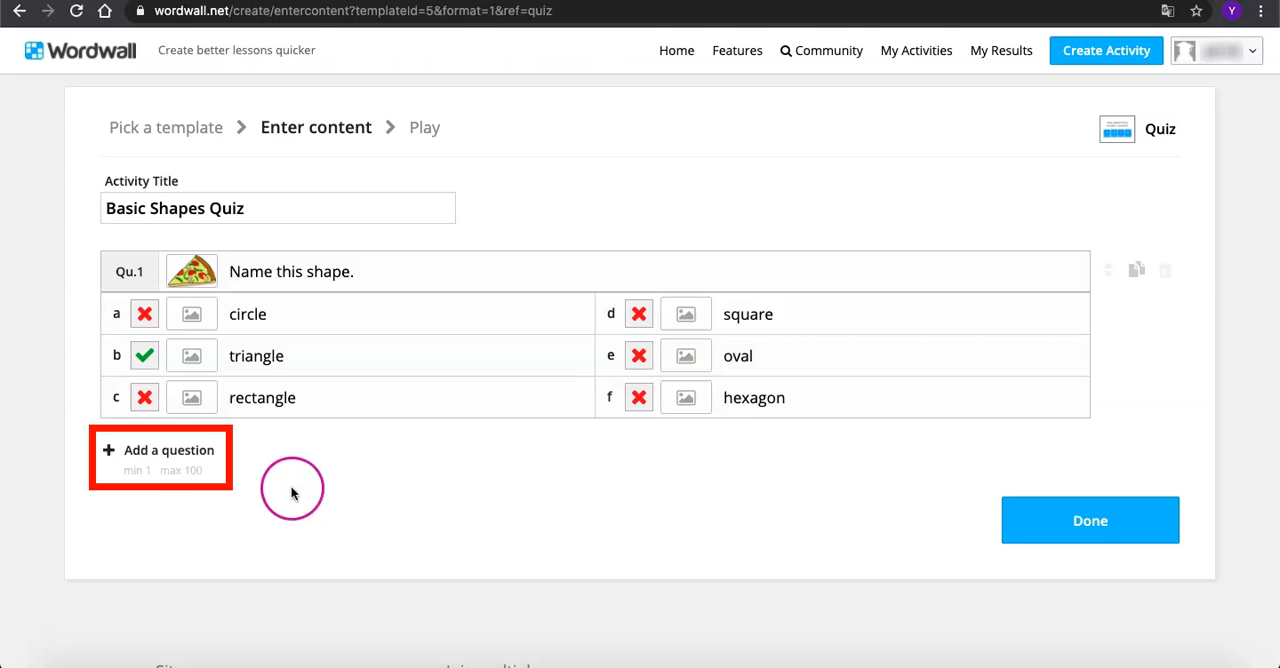 wordwall.net/create/entercontent?templateId=5&format=1&ref=quiz
Y
Wordwall Create better lessons quicker Home Features Community My Activities My Results Create Activity
Pick a template Enter content Play Quiz
Activity Title
Basic Shapes Quiz
Qu.1 Name this shape.
a circle d square
b triangle e oval
c rectangle f hexagon
+ Add a question
min 1 max 100
Done